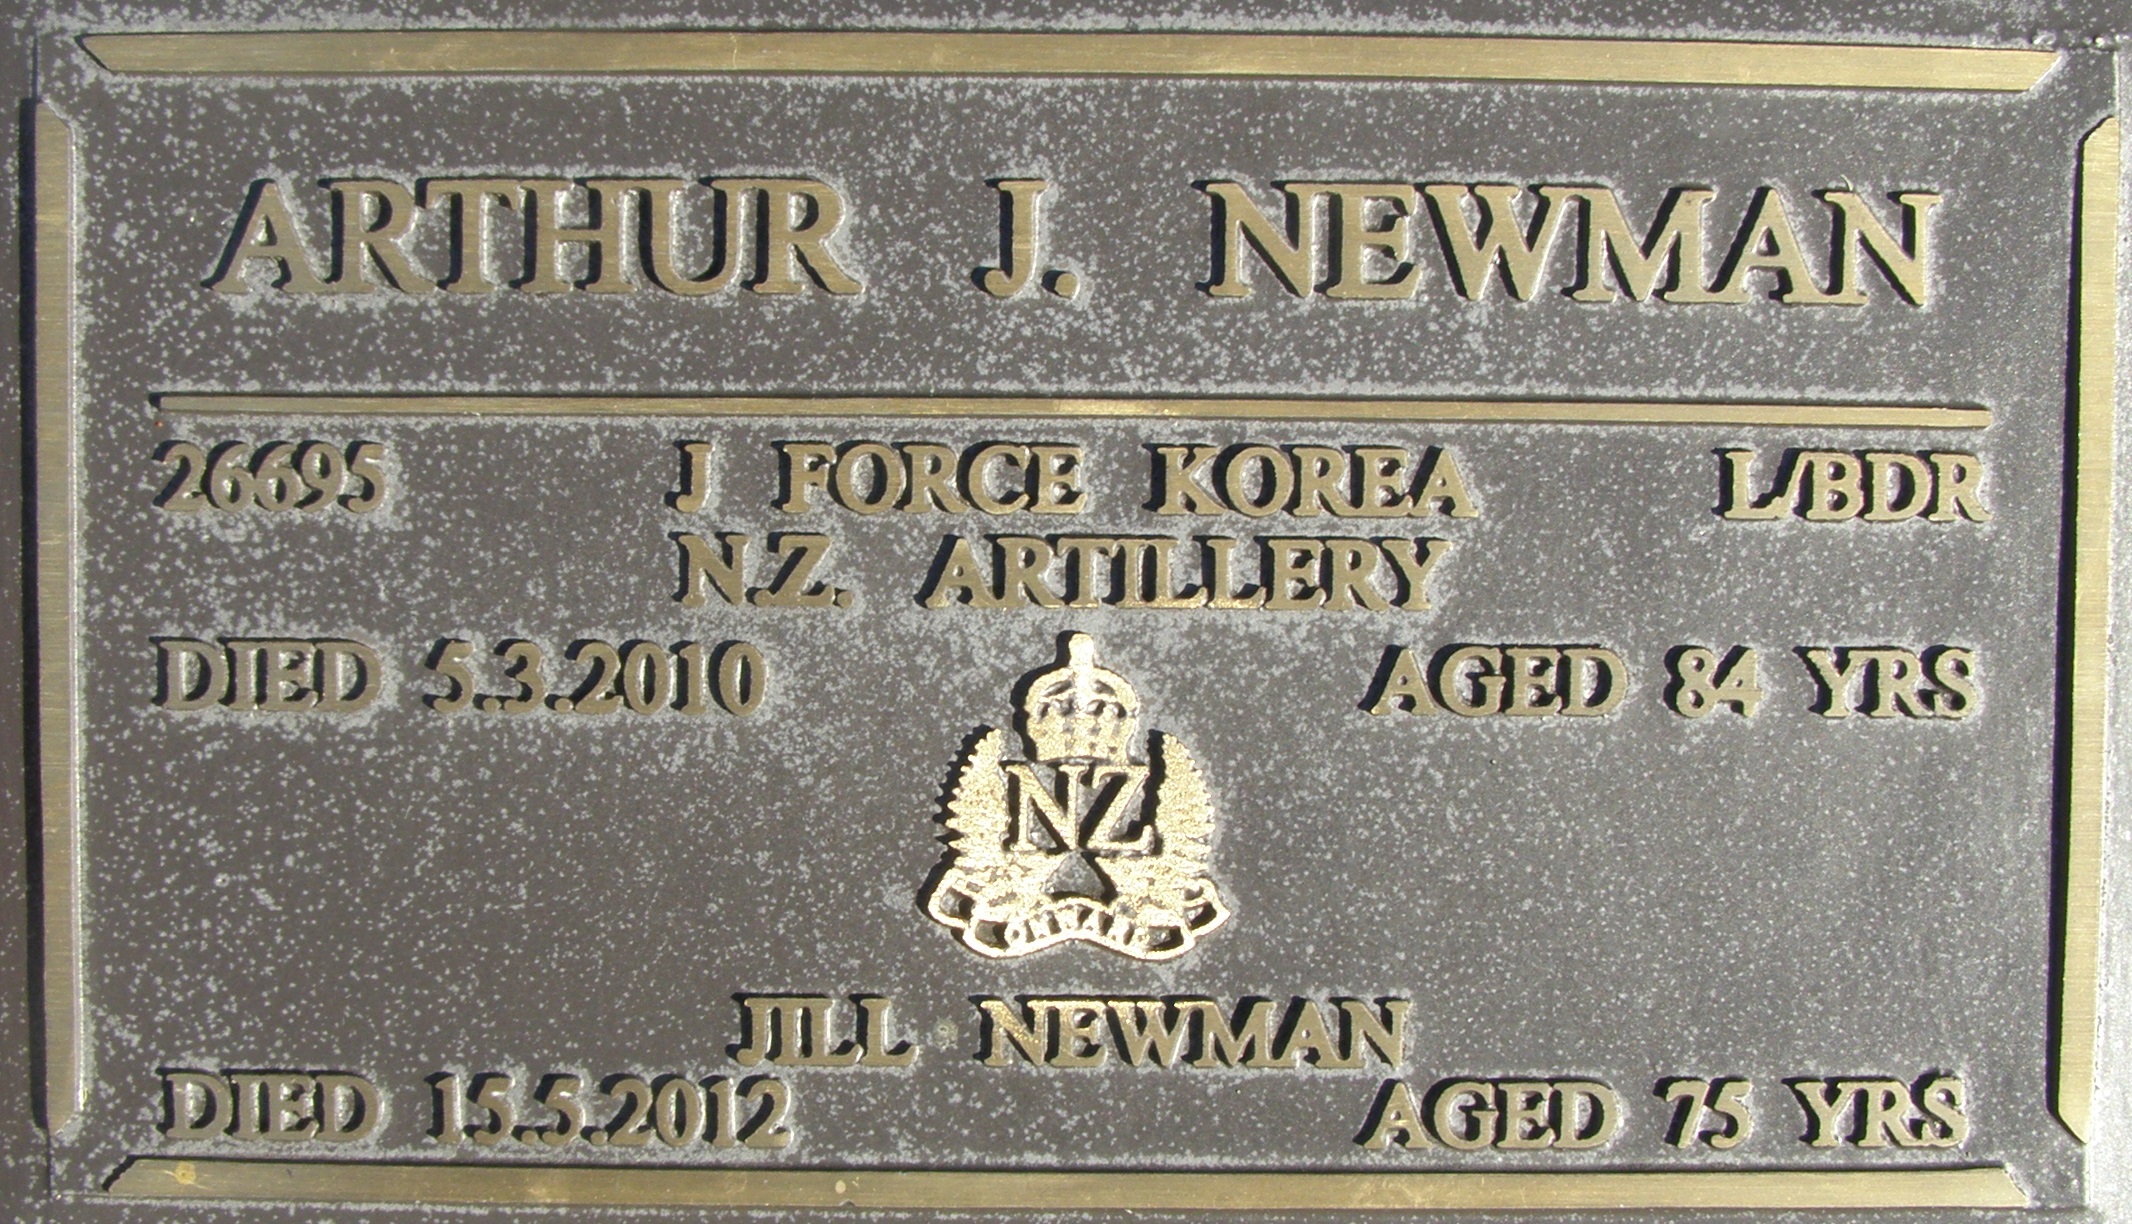 ARTHUR J. NEWMAN
26695 J FORCE KOREA L/BDR
N.Z. ARTILLERY
DIED 5.3.2010 AGED 84 YRS
NZ
ONWARD
JILL NEWMAN
DIED 15.5.2012 AGED 75 YRS